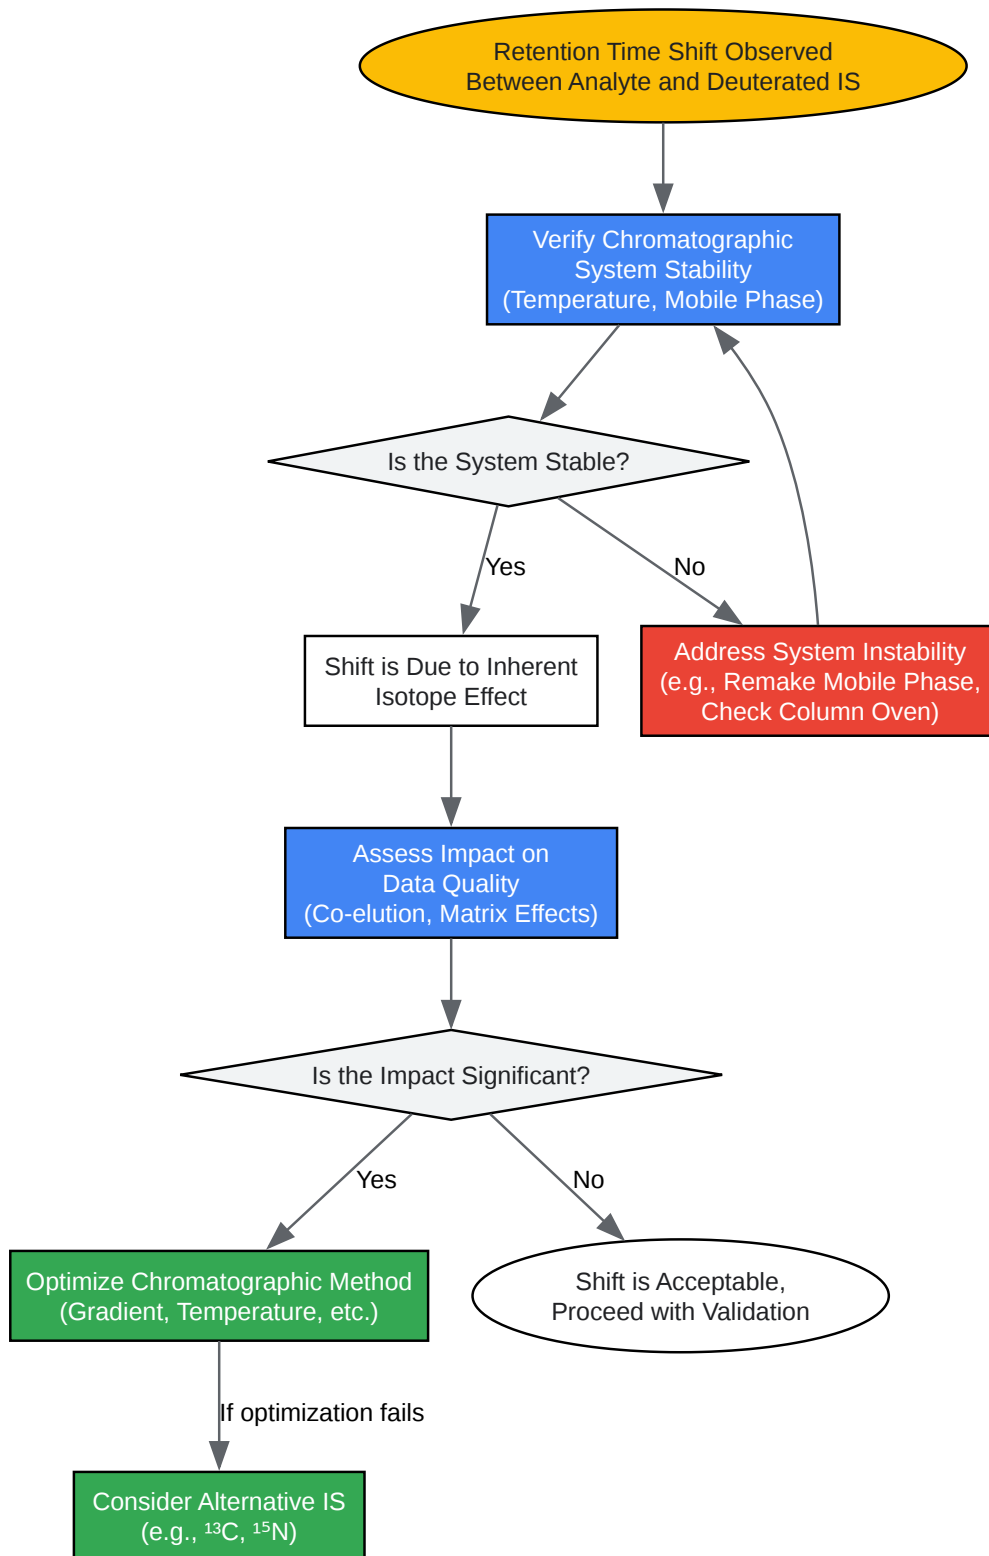 Retention Time Shift Observed
Between Analyte and Deuterated IS
Verify Chromatographic
System Stability
(Temperature, Mobile Phase)
Is the System Stable?
Yes
No
Shift is Due to Inherent
Isotope Effect
Address System Instability
(e.g., Remake Mobile Phase,
Check Column Oven)
Assess Impact on
Data Quality
(Co-elution, Matrix Effects)
Is the Impact Significant?
Yes
No
Optimize Chromatographic Method
(Gradient, Temperature, etc.)
Shift is Acceptable,
Proceed with Validation
If optimization fails
Consider Alternative IS
(e.g., ¹³C, ¹⁵N)